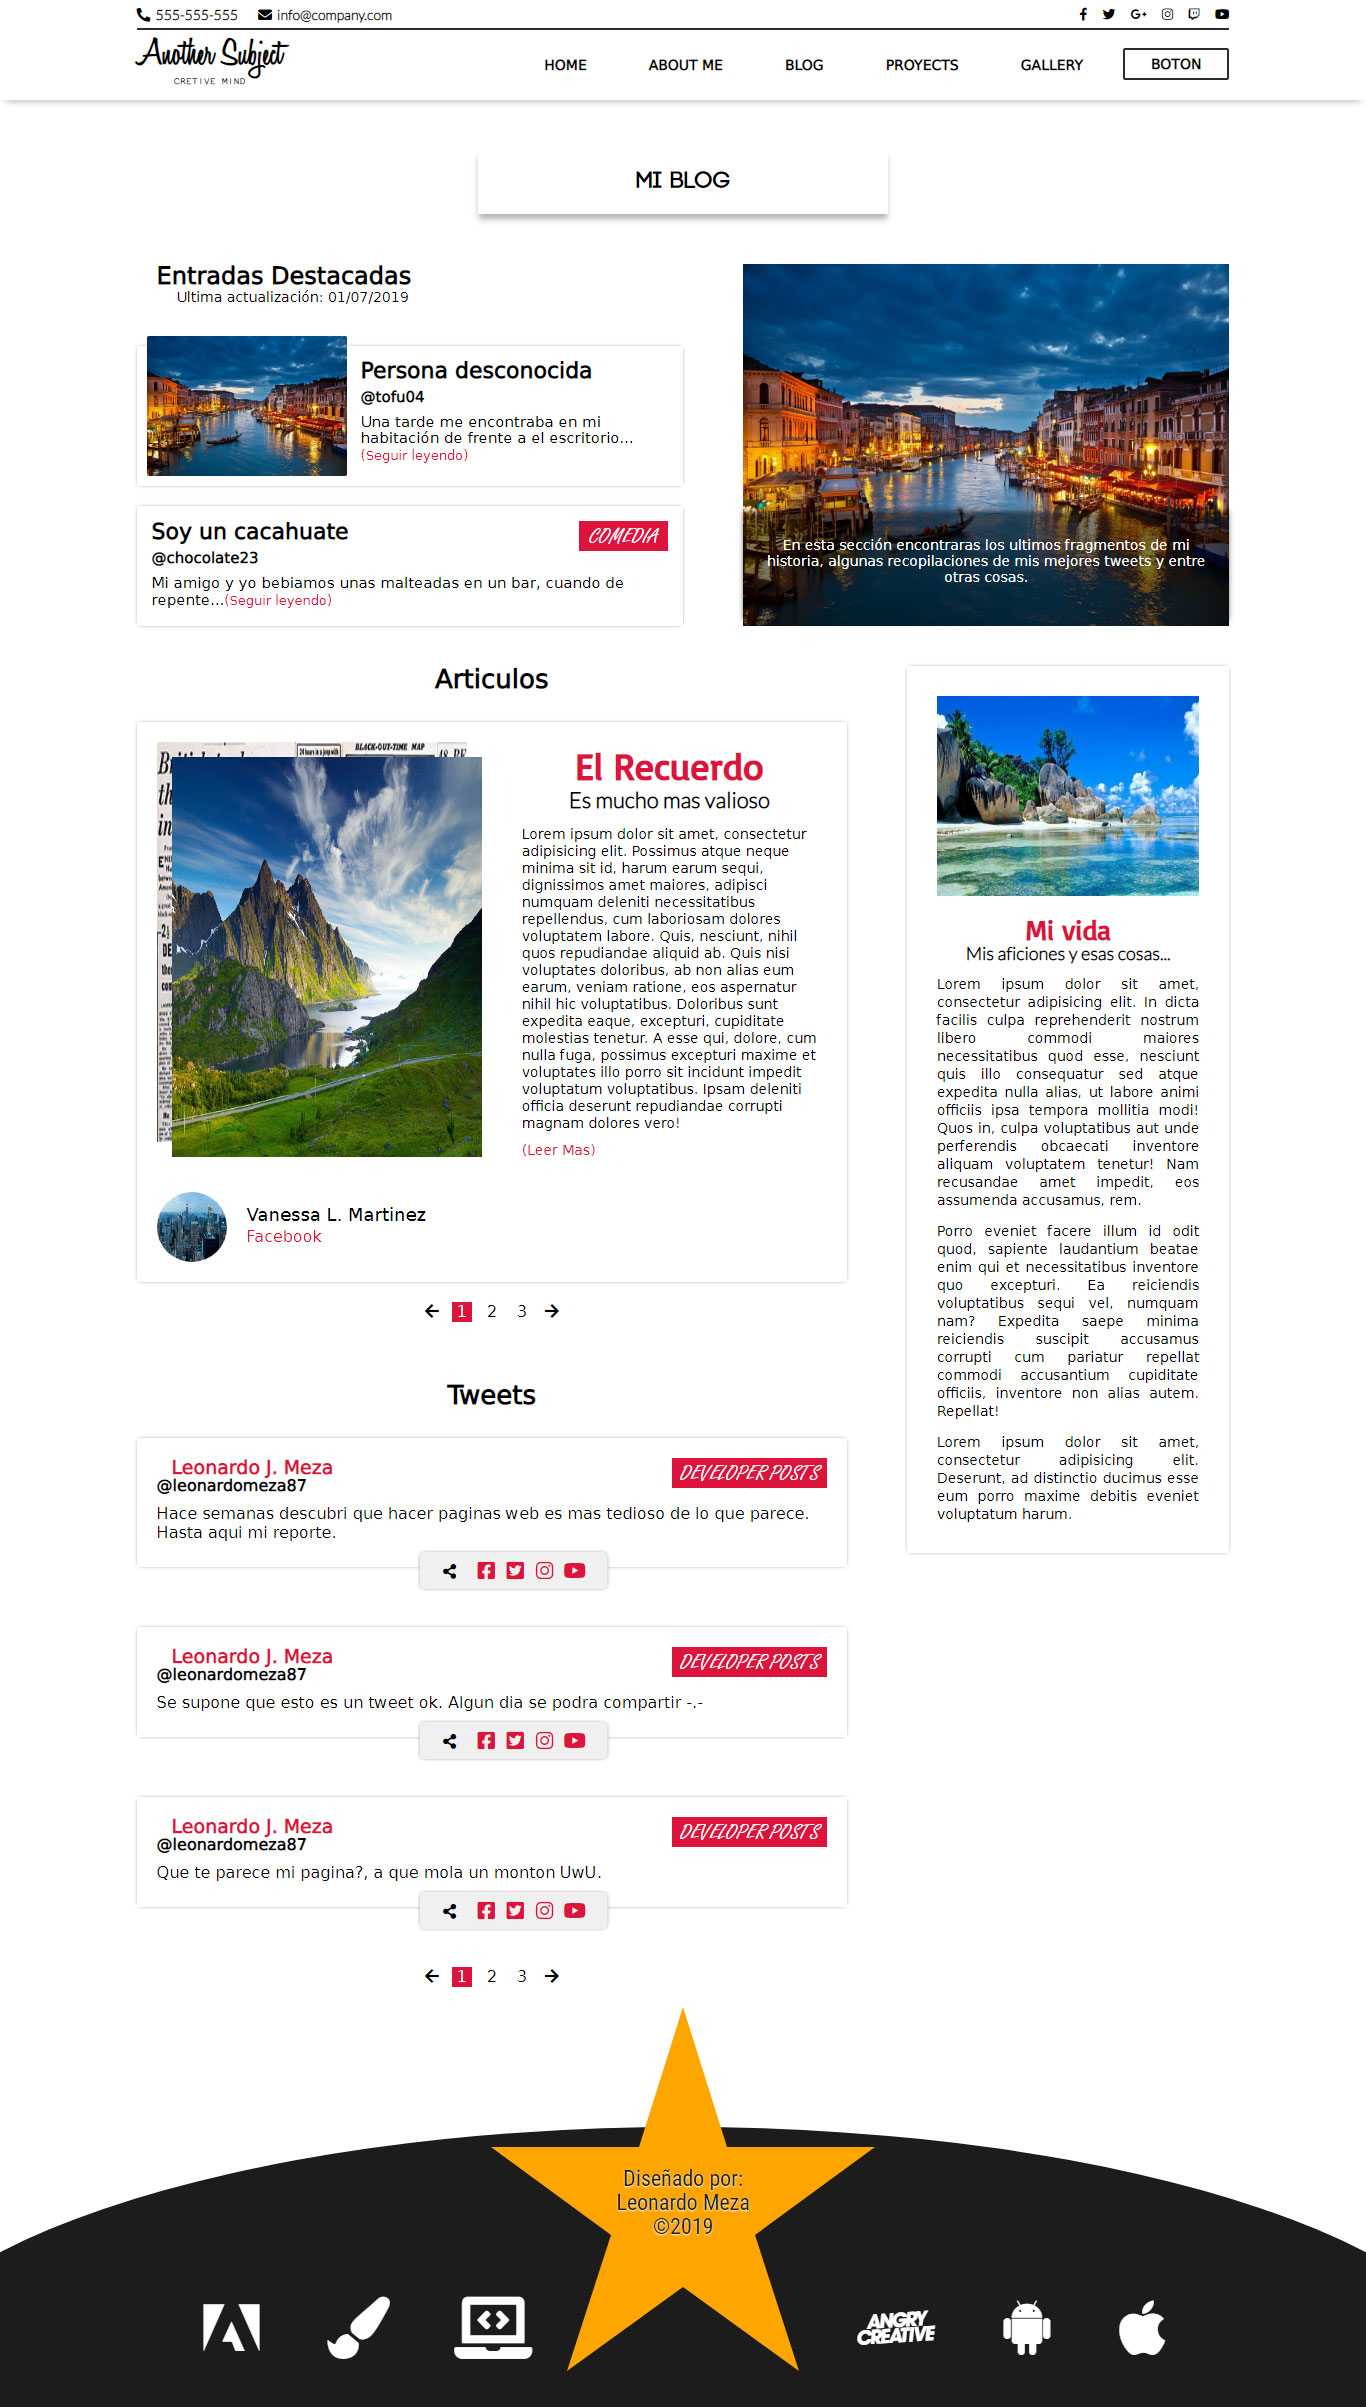 555-555-555 info@company.com
Another Subject
CRETIVE MIND
HOME ABOUT ME BLOG PROYECTS GALLERY BOTON
MI BLOG
Entradas Destacadas
Ultima actualización: 01/07/2019
Persona desconocida
@tofu04
Una tarde me encontraba en mi
habitación de frente a el escritorio...
(Seguir leyendo)
Soy un cacahuate
COMEDIA
@chocolate23
Mi amigo y yo bebiamos unas malteadas en un bar, cuando de
repente...(Seguir leyendo)
En esta sección encontraras los ultimos fragmentos de mi
historia, algunas recopilaciones de mis mejores tweets y entre
otras cosas.
Articulos
24 hours in a jeep with
BLACK-OUT-TIME MAP
El Recuerdo
Es mucho mas valioso
Lorem ipsum dolor sit amet, consectetur
adipisicing elit. Possimus atque neque
minima sit id, harum earum sequi,
dignissimos amet maiores, adipisci
numquam deleniti necessitatibus
repellendus, cum laboriosam dolores
voluptatem labore. Quis, nesciunt, nihil
quos repudiandae aliquid ab. Quis nisi
voluptates doloribus, ab non alias eum
earum, veniam ratione, eos aspernatur
nihil hic voluptatibus. Doloribus sunt
expedita eaque, excepturi, cupiditate
molestias tenetur. A esse qui, dolore, cum
nulla fuga, possimus excepturi maxime et
voluptates illo porro sit incidunt impedit
voluptatum voluptatibus. Ipsam deleniti
officia deserunt repudiandae corrupti
magnam dolores vero!
(Leer Mas)
Vanessa L. Martinez
Facebook
1 2 3
Mi vida
Mis aficiones y esas cosas...
Lorem ipsum dolor sit amet,
consectetur adipisicing elit. In dicta
facilis culpa reprehenderit nostrum
libero commodi maiores
necessitatibus quod esse, nesciunt
quis illo consequatur sed atque
expedita nulla alias, ut labore animi
officiis ipsa tempora mollitia modi!
Quos in, culpa voluptatibus aut unde
perferendis obcaecati inventore
aliquam voluptatem tenetur! Nam
recusandae amet impedit, eos
assumenda accusamus, rem.
Porro eveniet facere illum id odit
quod, sapiente laudantium beatae
enim qui et necessitatibus inventore
quo excepturi. Ea reiciendis
voluptatibus sequi vel, numquam
nam? Expedita saepe minima
reiciendis suscipit accusamus
corrupti cum pariatur repellat
commodi accusantium cupiditate
officiis, inventore non alias autem.
Repellat!
Lorem ipsum dolor sit amet,
consectetur adipisicing elit.
Deserunt, ad distinctio ducimus esse
eum porro maxime debitis eveniet
voluptatum harum.
Tweets
Leonardo J. Meza
DEVELOPER POSTS
@leonardomeza87
Hace semanas descubri que hacer paginas web es mas tedioso de lo que parece.
Hasta aqui mi reporte.
Leonardo J. Meza
DEVELOPER POSTS
@leonardomeza87
Se supone que esto es un tweet ok. Algun dia se podra compartir -.-
Leonardo J. Meza
DEVELOPER POSTS
@leonardomeza87
Que te parece mi pagina?, a que mola un monton UwU.
1 2 3
Diseñado por:
Leonardo Meza
©2019
ANGRY
CREATIVE